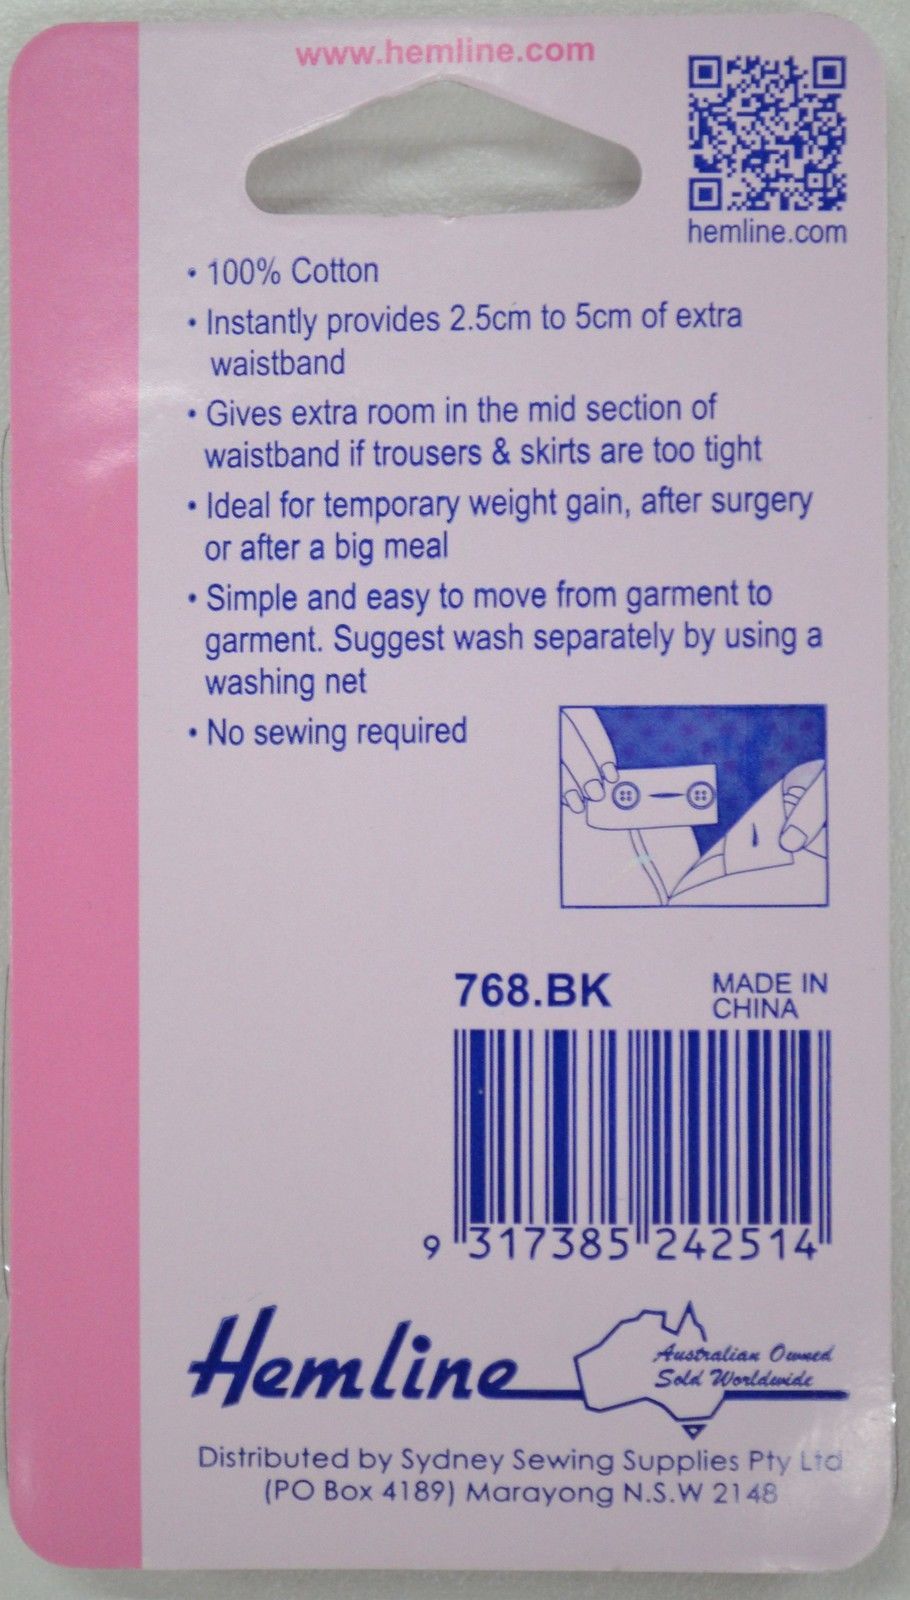 www.hemline.com
hemline.com
• 100% Cotton
• Instantly provides 2.5cm to 5cm of extra
waistband
• Gives extra room in the mid section of
waistband if trousers & skirts are too tight
• Ideal for temporary weight gain, after surgery
or after a big meal
• Simple and easy to move from garment to
garment. Suggest wash separately by using a
washing net
• No sewing required
768.BK
MADE IN
CHINA
9 317385 242514
Hemline
Australian Owned
Sold Worldwide
Distributed by Sydney Sewing Supplies Pty Ltd
(PO Box 4189) Marayong N.S.W 2148